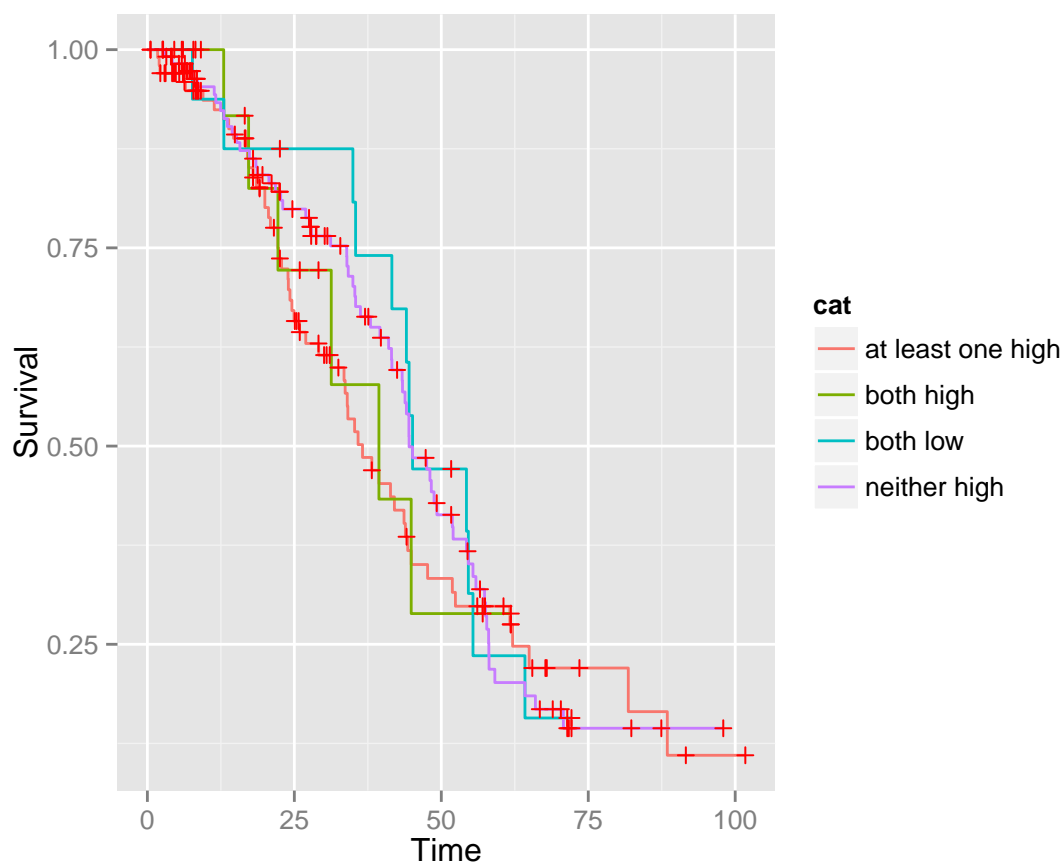 1.00
0.75
0.50
0.25
Survival
0
25
50
75
100
Time
cat
at least one high
both high
both low
neither high